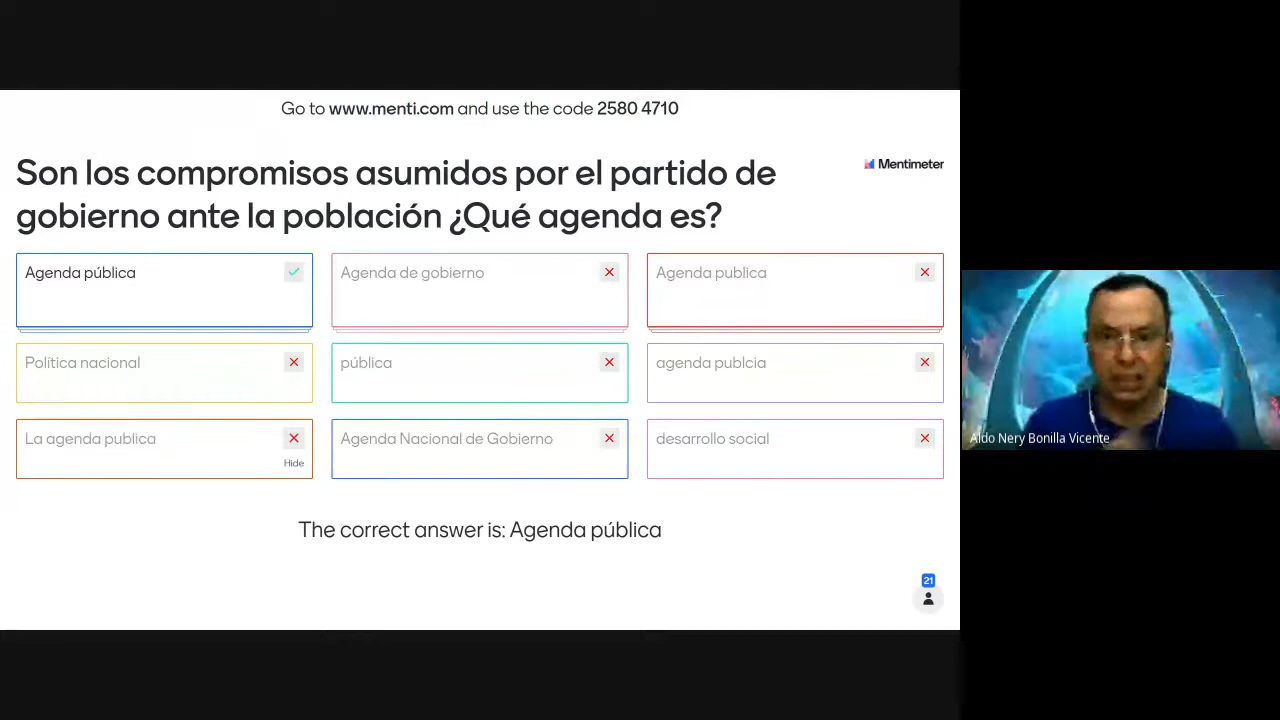 Go to www.menti.com and use the code 2580 4710
Son los compromisos asumidos por el partido de
gobierno ante la población ¿Qué agenda es?
Mentimeter
Agenda pública
Agenda de gobierno
Agenda publica
Política nacional
pública
agenda publcia
La agenda publica
Hide
Agenda Nacional de Gobierno
desarrollo social
The correct answer is: Agenda pública
21
Aldo Nery Bonilla Vicente